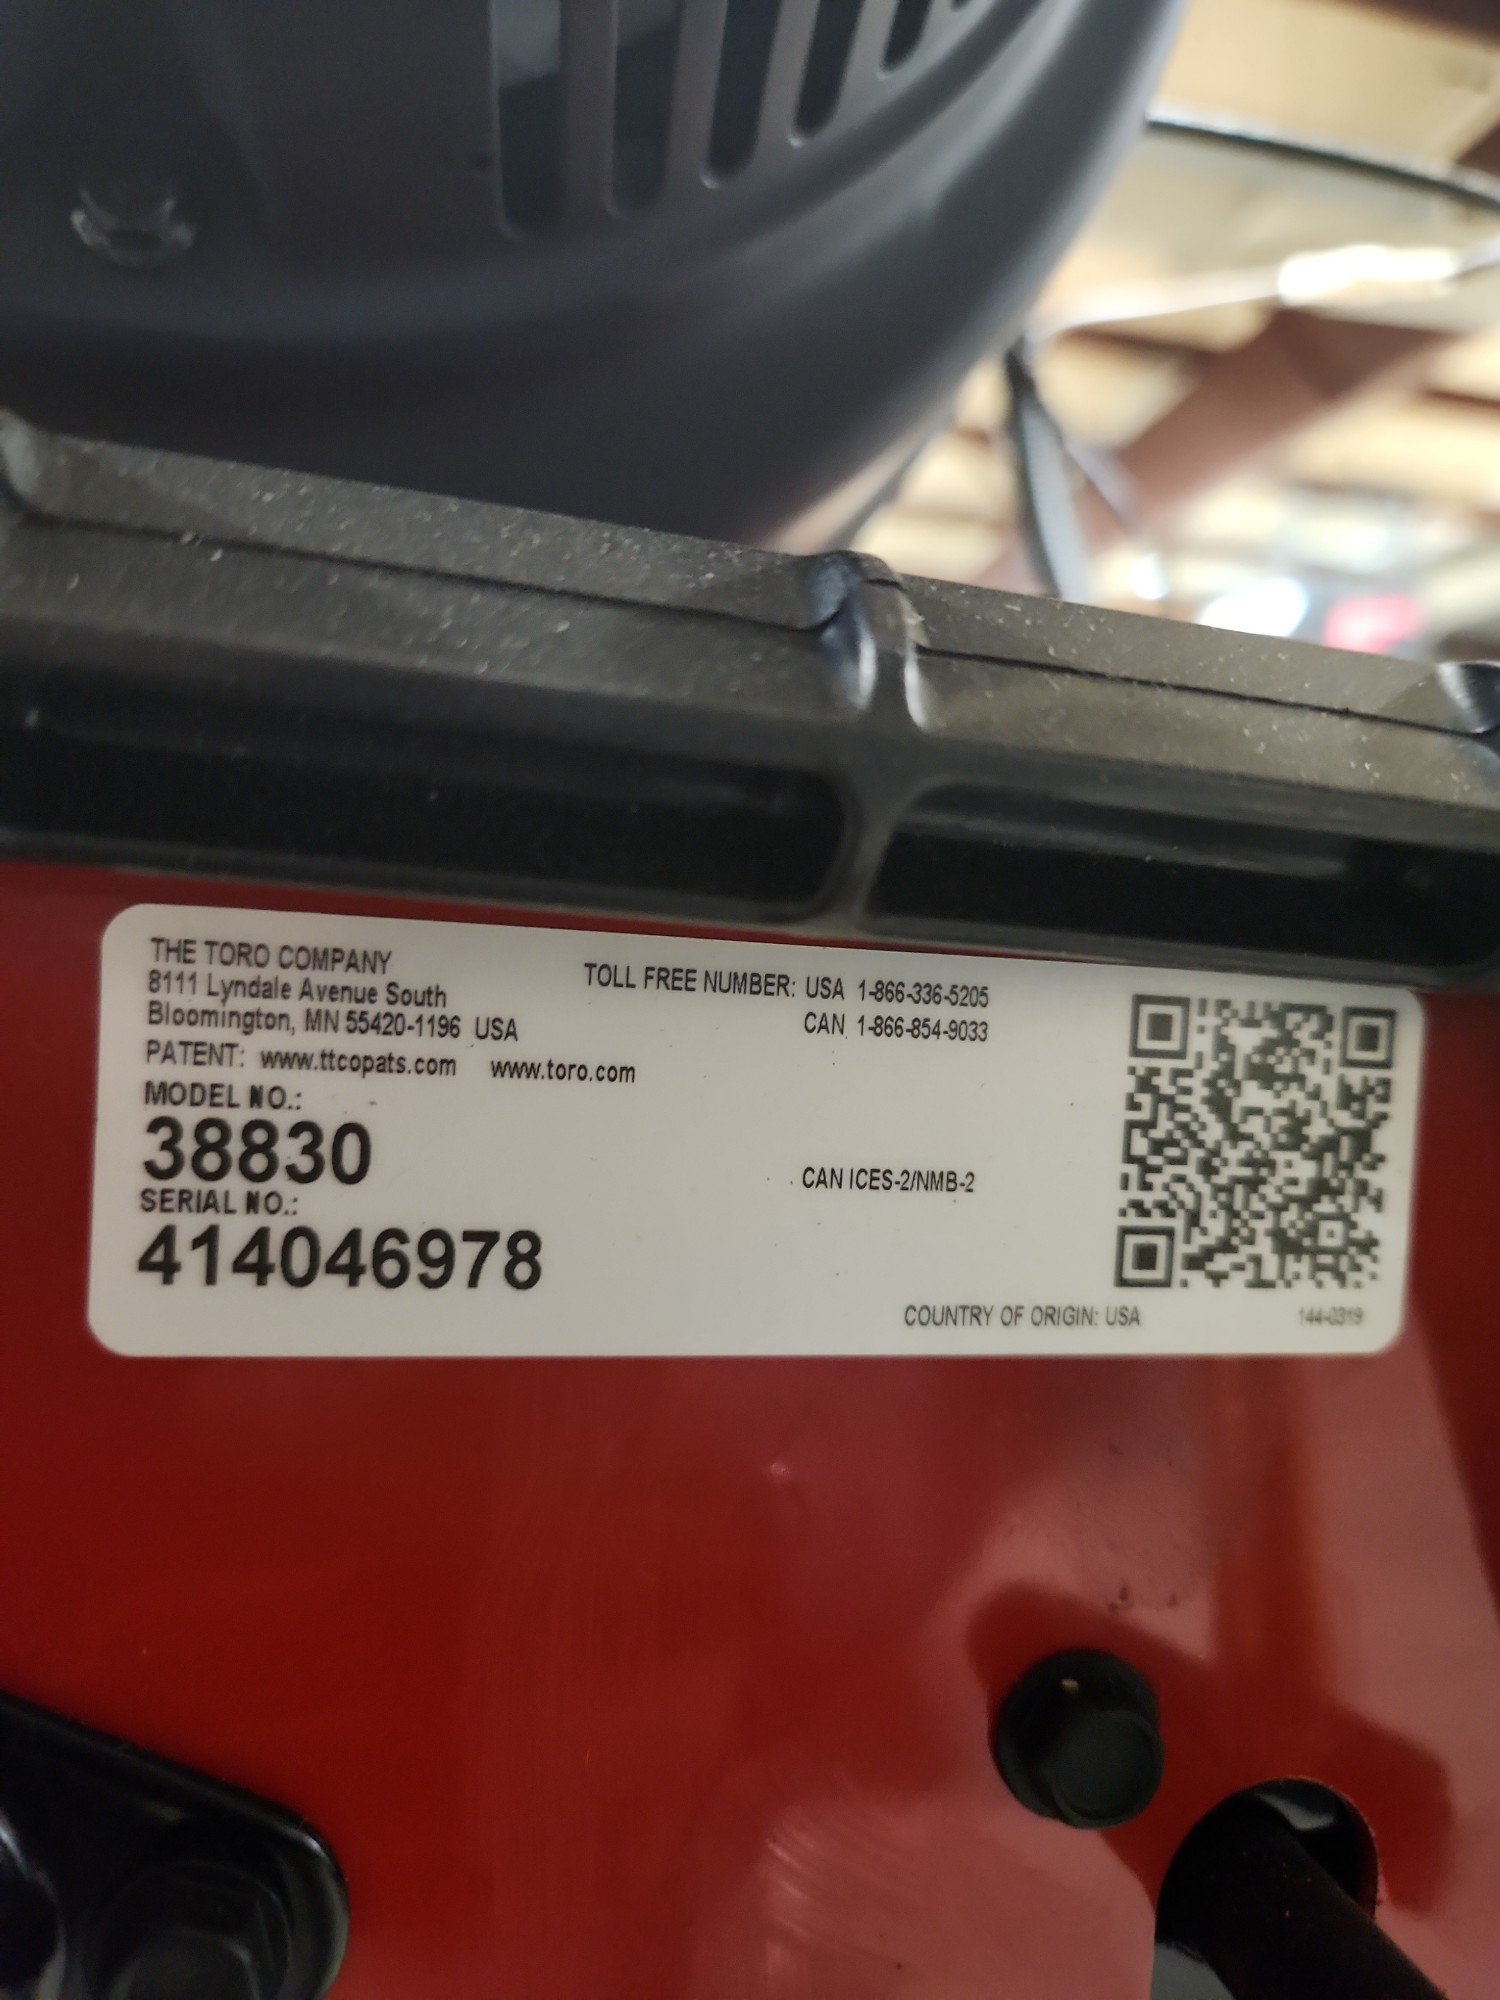 THE TORO COMPANY
8111 Lyndale Avenue South
Bloomington, MN 55420-1196 USA
PATENT: www.ttcopats.com www.toro.com
TOLL FREE NUMBER: USA 1-866-336-5205
CAN 1-866-854-9033
MODEL NO.:
38830
SERIAL NO.:
414046978
CAN ICES-2/NMB-2
COUNTRY OF ORIGIN: USA
144-0319